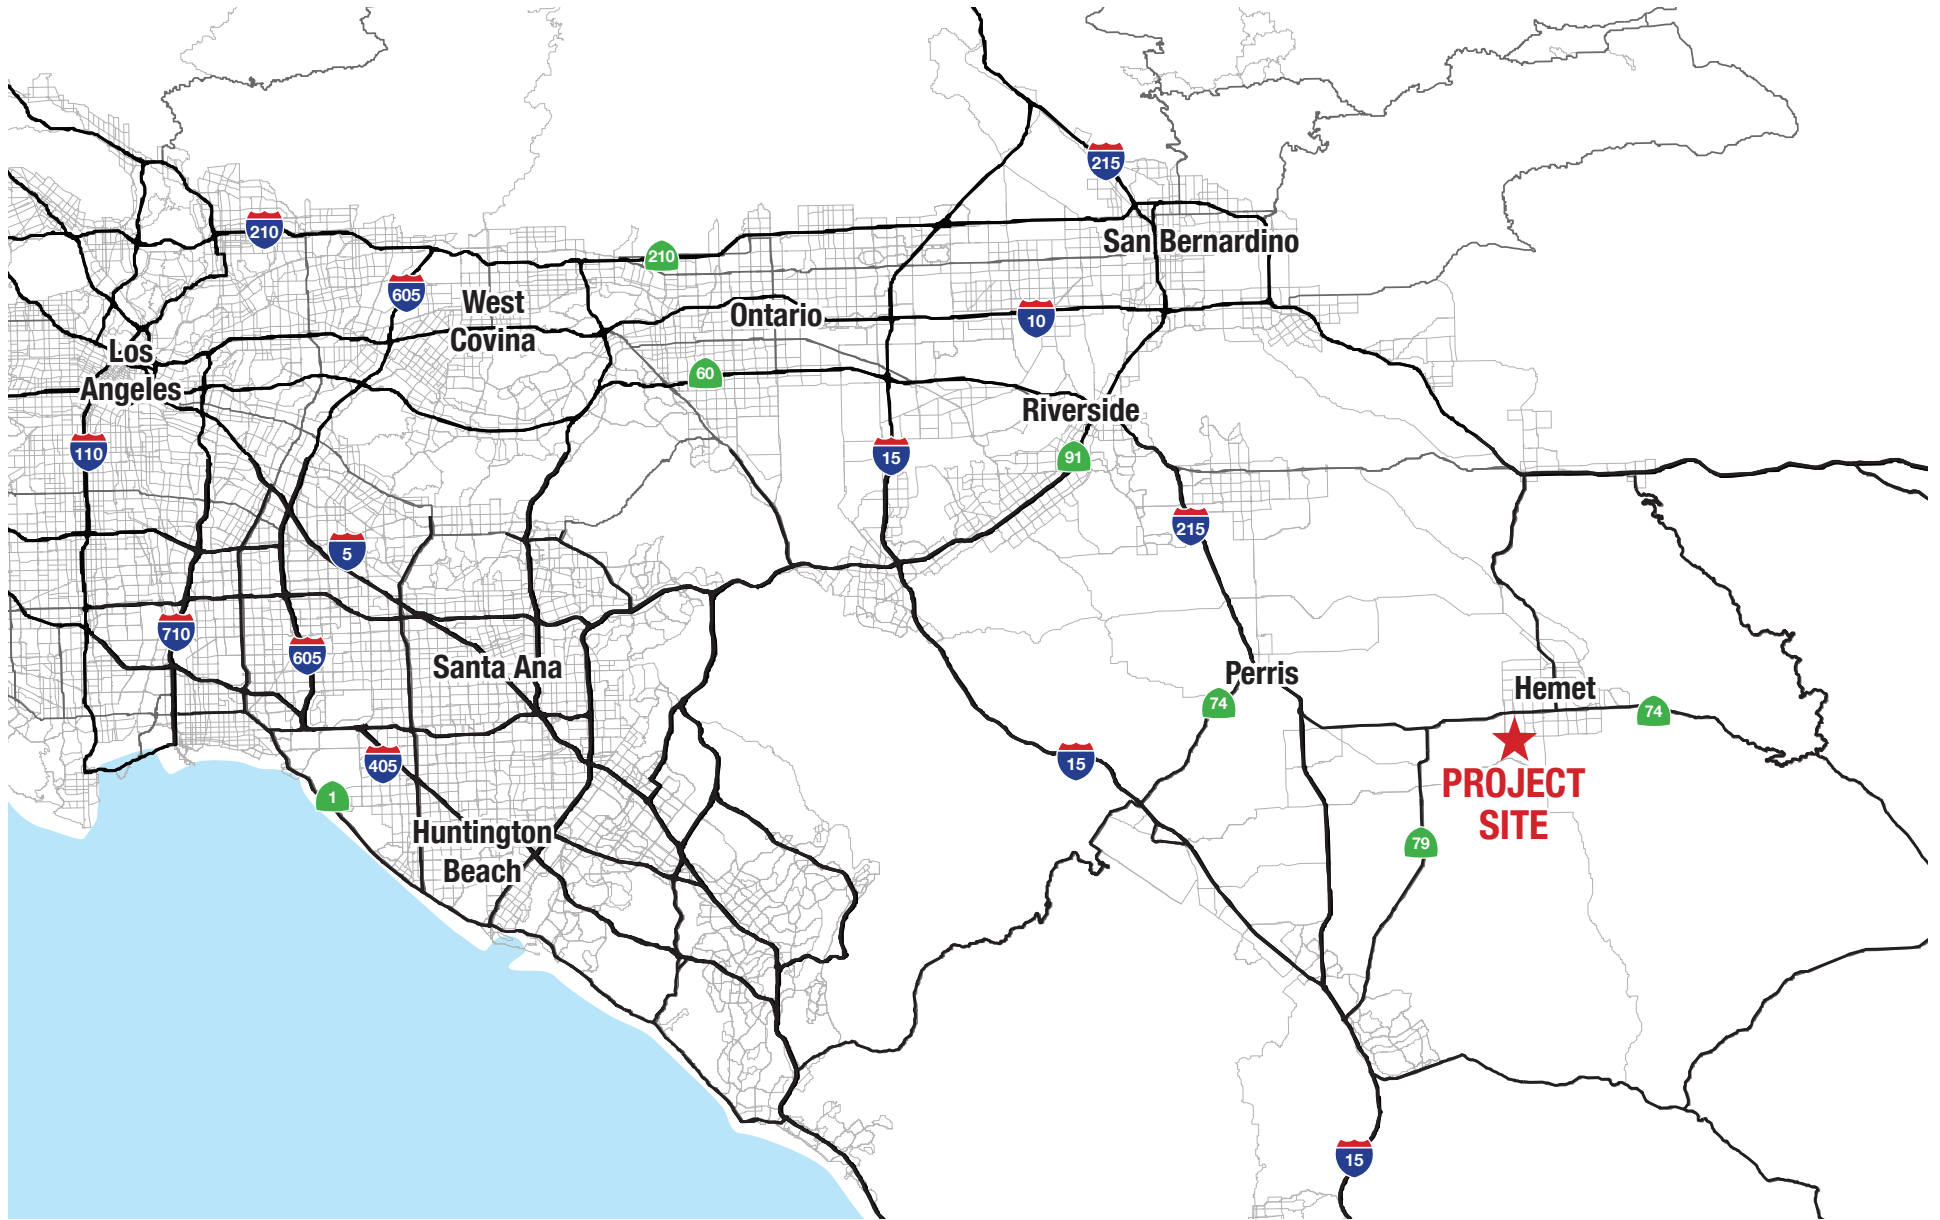 215
210
San Bernardino
210
605
West
Covina
Ontario
10
Los
Angeles
60
Riverside
110
15
91
215
5
710
605
Santa Ana
Perris
Hemet
74
74
405
15
PROJECT
SITE
1
Huntington
Beach
79
15